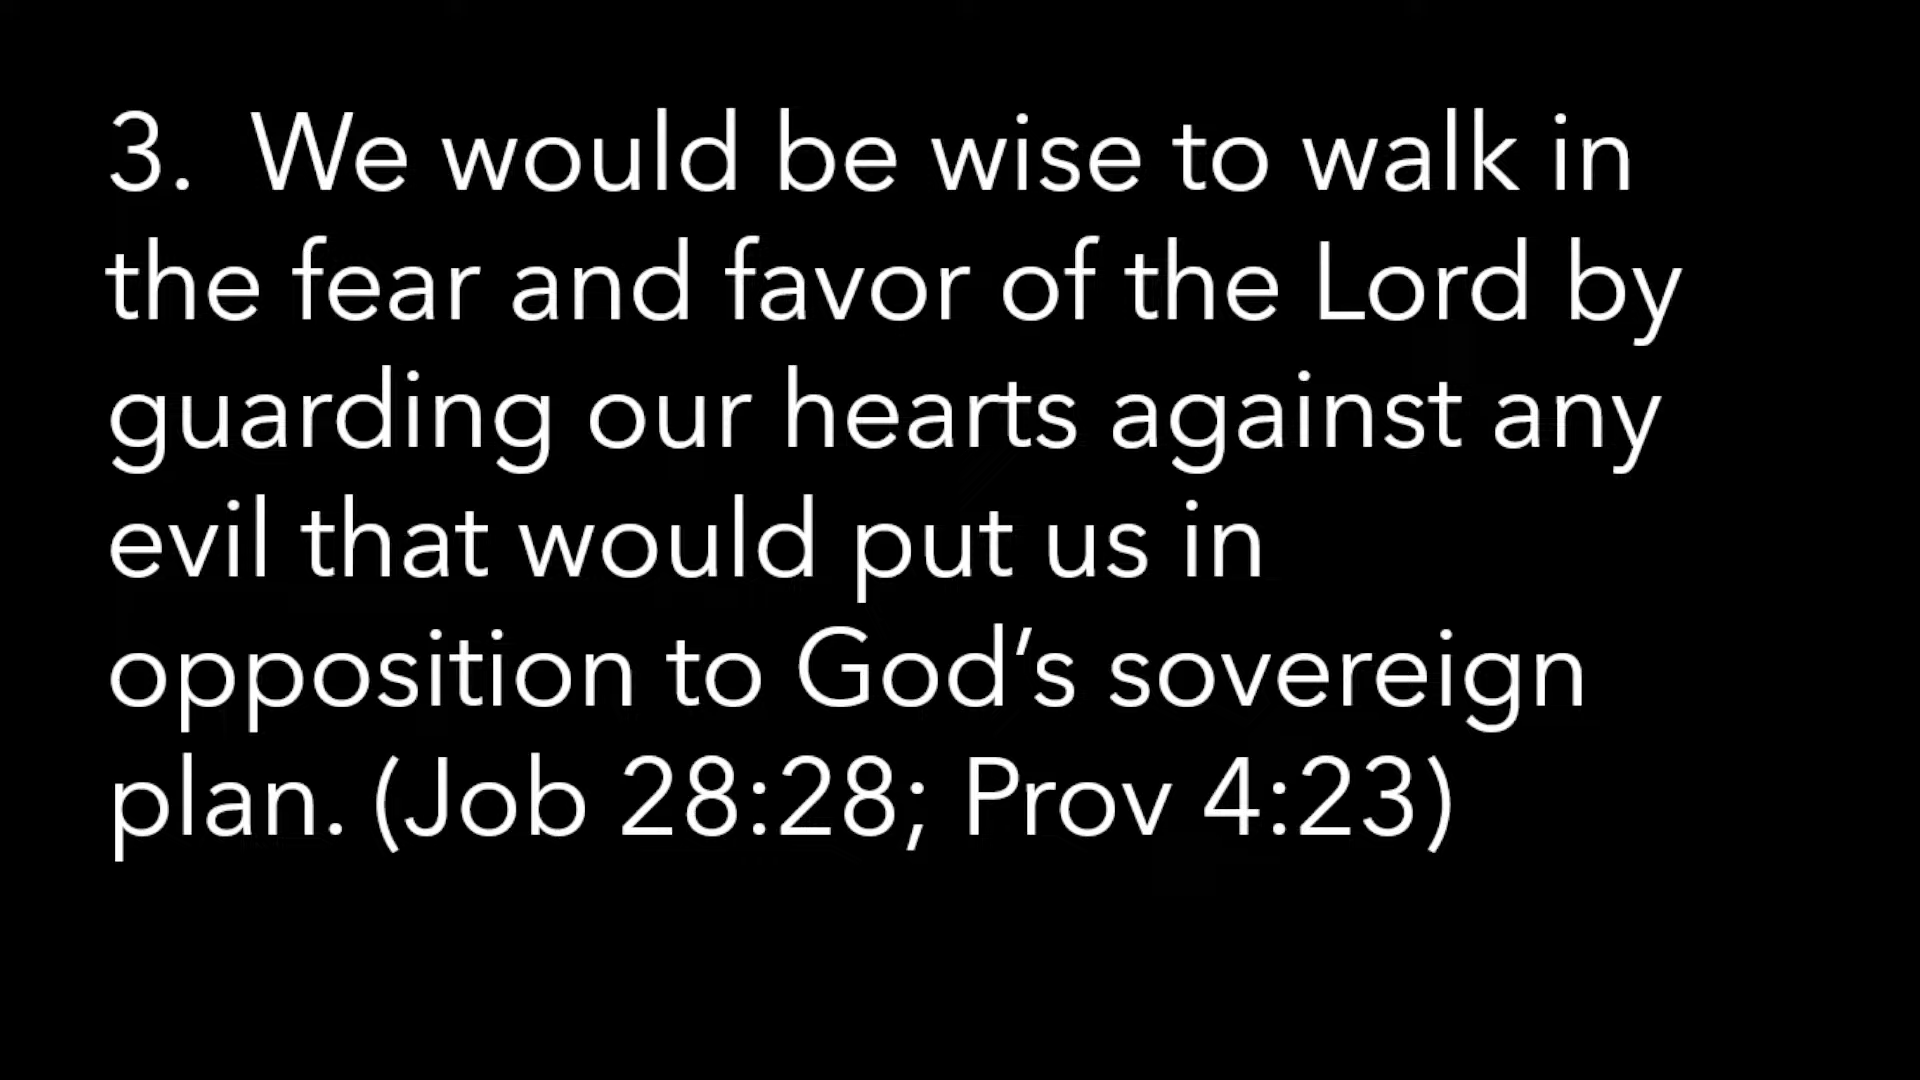 3.  We would be wise to walk in
the fear and favor of the Lord by
guarding our hearts against any
evil that would put us in
opposition to God’s sovereign
plan. (Job 28:28; Prov 4:23)